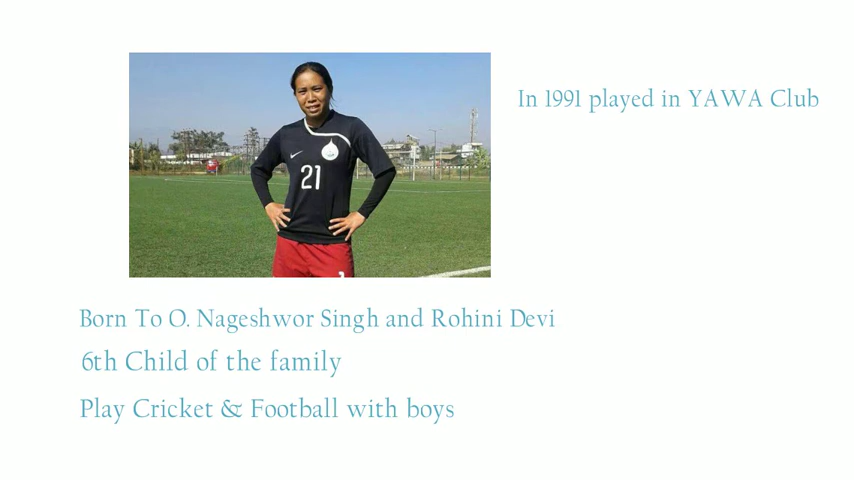 In 1991 played in YAWA Club
21
Born To O. Nageshwor Singh and Rohini Devi
6th Child of the family
Play Cricket & Football with boys